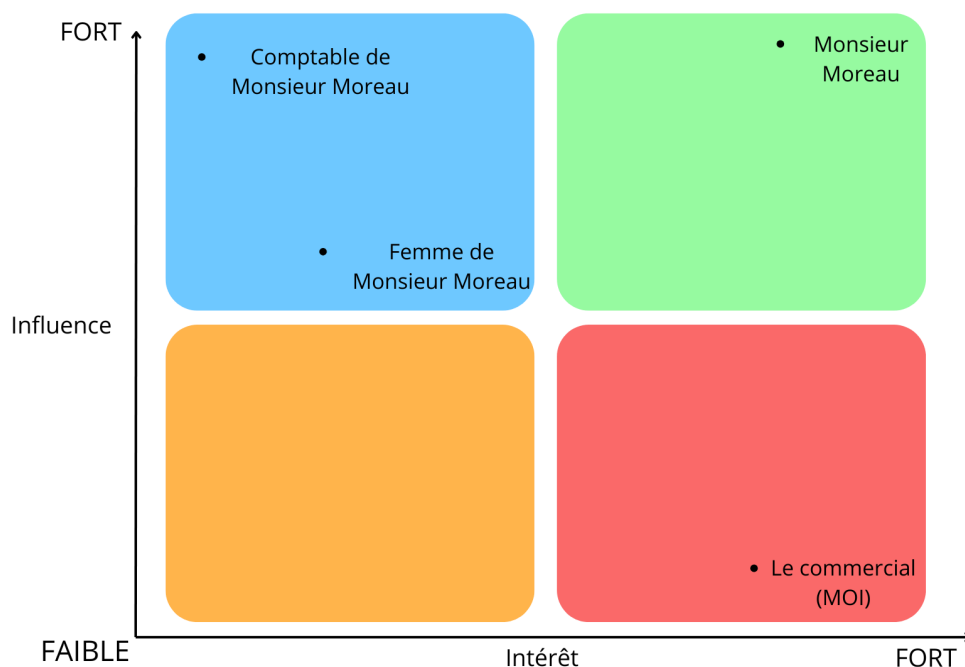 FORT
Comptable de
Monsieur Moreau
Monsieur
Moreau
Femme de
Monsieur Moreau
Influence
Le commercial
(MOI)
FAIBLE
Intérêt
FORT